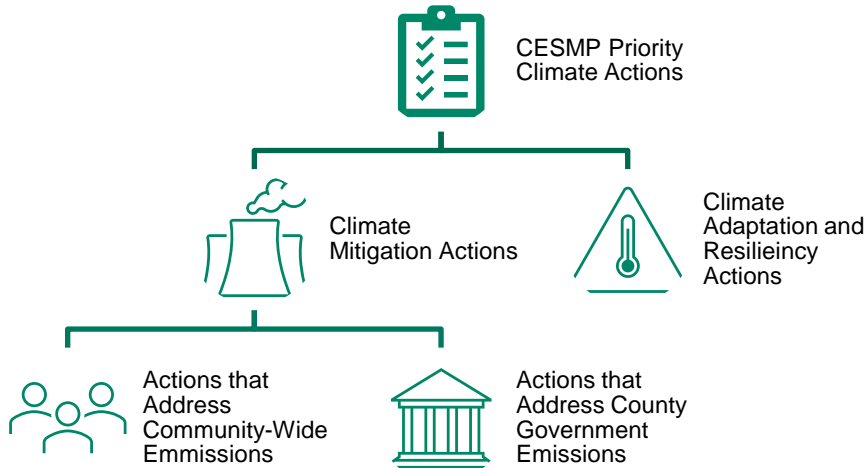 CESMP Priority
Climate Actions
Climate
Mitigation Actions
Climate
Adaptation and
Resilieincy
Actions
Actions that
Address
Community-Wide
Emmissions
Actions that
Address County
Government
Emissions